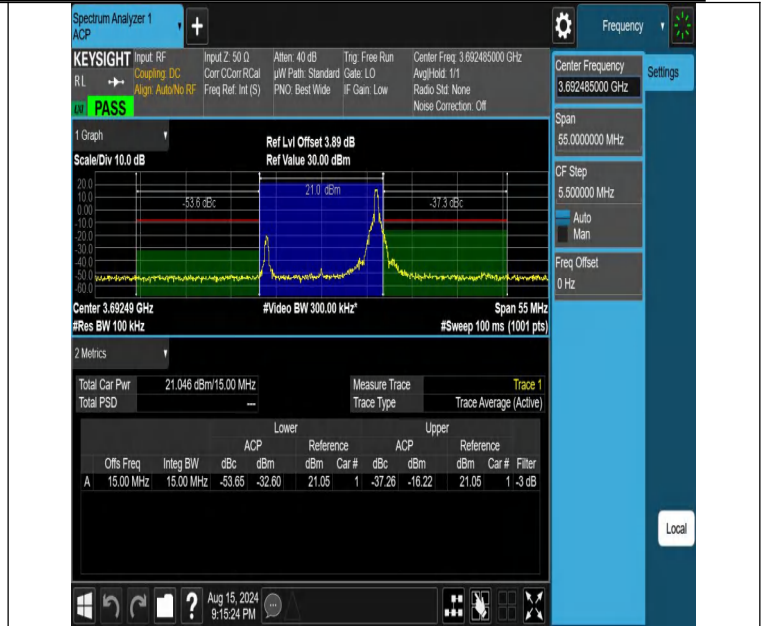 Spectrum Analyzer 1
ACP
Frequency
KEYSIGHT
RL
PASS
Input: RF
Coupling: DC
Align: Auto/No RF
Input Z: 50 Ω
Corr CCorr RCal
Freq Ref: Int (S)
Atten: 40 dB
µW Path: Standard
PNO: Best Wide
Trig: Free Run
Gate: LO
IF Gain: Low
Center Freq: 3.692485000 GHz
Avg|Hold: 1/1
Radio Std: None
Noise Correction: Off
Center Frequency
3.692485000 GHz
Settings
Span
55.0000000 MHz
CF Step
5.500000 MHz
Auto
Man
Freq Offset
0 Hz
1 Graph
Scale/Div 10.0 dB
Ref Lvl Offset 3.89 dB
Ref Value 30.00 dBm
20.0
10.0
0.00
-10.0
-20.0
-30.0
-40.0
-50.0
-60.0
-53.6 dBc
21.0 dBm
-37.3 dBc
Center 3.69249 GHz
#Video BW 300.00 kHz*
Span 55 MHz
#Res BW 100 kHz
#Sweep 100 ms (1001 pts)
2 Metrics
Total Car Pwr 21.046 dBm/15.00 MHz
Total PSD ---
Measure Trace Trace 1
Trace Type Trace Average (Active)
Lower Upper
ACP Reference ACP Reference
Offs Freq Integ BW dBc dBm dBm Car # dBc dBm dBm Car # Filter
A 15.00 MHz 15.00 MHz -53.65 -32.60 21.05 1 -37.26 -16.22 21.05 1 -3 dB
Local
?
Aug 15, 2024
9:15:24 PM